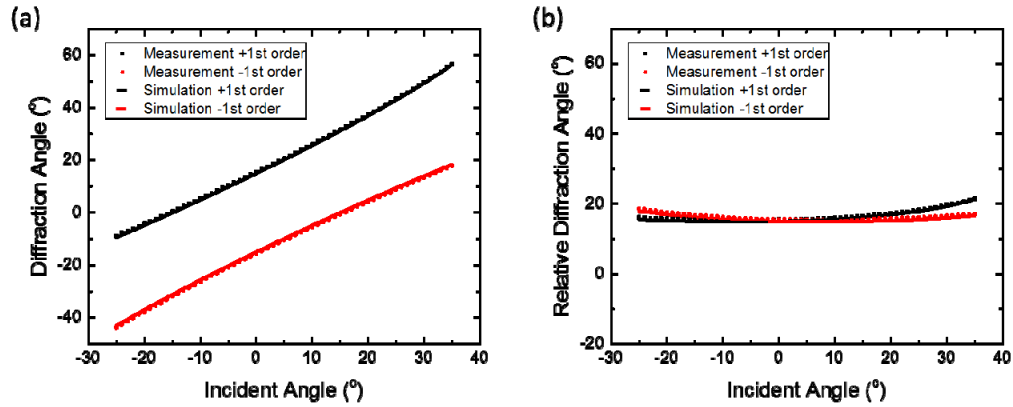 (a)
Measurement +1st order
Measurement -1st order
Simulation +1st order
Simulation -1st order
Diffraction Angle (º)
60
40
20
0
-20
-40
-30 -20 -10 0 10 20 30 40
Incident Angle (º)
(b)
Measurement +1st order
Measurement -1st order
Simulation +1st order
Simulation -1st order
Relative Diffraction Angle (º)
60
40
20
0
-20
-30 -20 -10 0 10 20 30 40
Incident Angle (º)